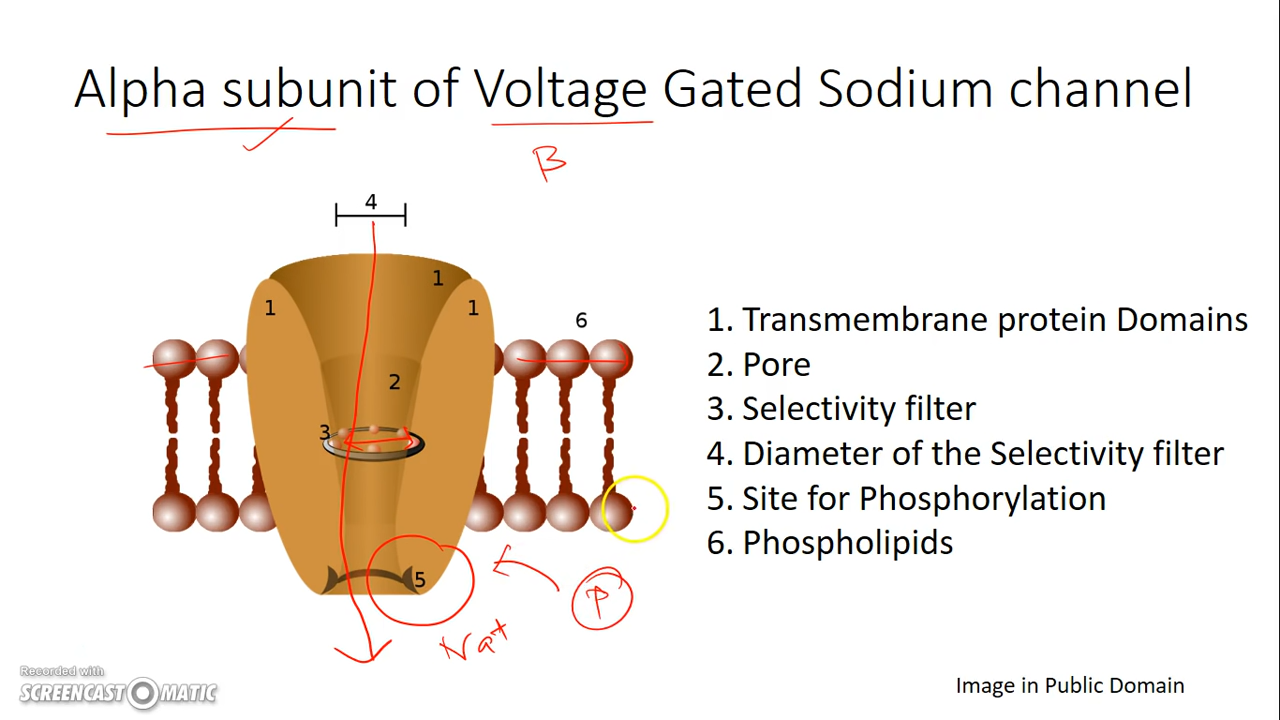 Alpha subunit of Voltage Gated Sodium channel
B
4
1
1
1
6
2
3
5
P
Na+
1. Transmembrane protein Domains
2. Pore
3. Selectivity filter
4. Diameter of the Selectivity filter
5. Site for Phosphorylation
6. Phospholipids
Recorded with
SCREENCAST MATIC
Image in Public Domain